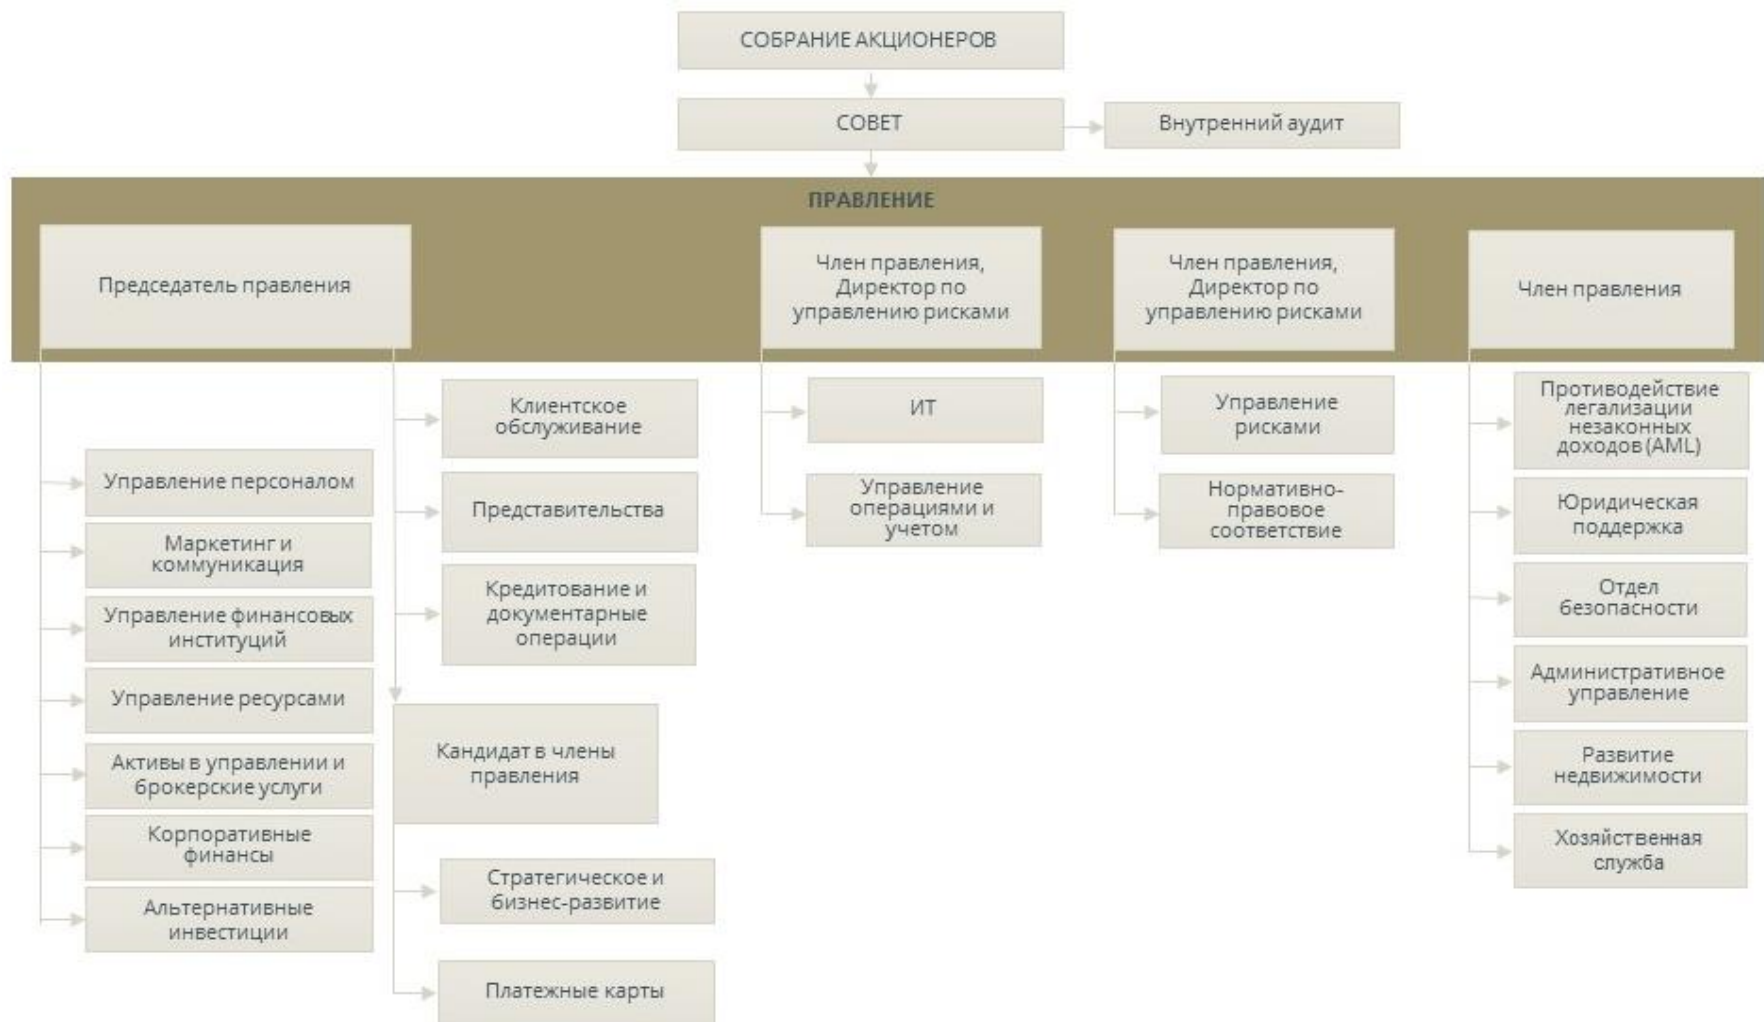 СОБРАНИЕ АКЦИОНЕРОВ
СОВЕТ
Внутренний аудит
ПРАВЛЕНИЕ
Председатель правления
Член правления,
Директор по
управлению рисками
Член правления,
Директор по
управлению рисками
Член правления
Управление персоналом
Маркетинг и
коммуникация
Управление финансовых
институций
Управление ресурсами
Активы в управлении и
брокерские услуги
Корпоративные
финансы
Альтернативные
инвестиции
Клиентское
обслуживание
Представительства
Кредитование и
документарные
операции
Кандидат в члены
правления
Стратегическое и
бизнес-развитие
Платежные карты
ИТ
Управление
операциями и
учетом
Управление
рисками
Нормативно-
правовое
соответствие
Противодействие
легализации
незаконных
доходов (AML)
Юридическая
поддержка
Отдел
безопасности
Административное
управление
Развитие
недвижимости
Хозяйственная
служба